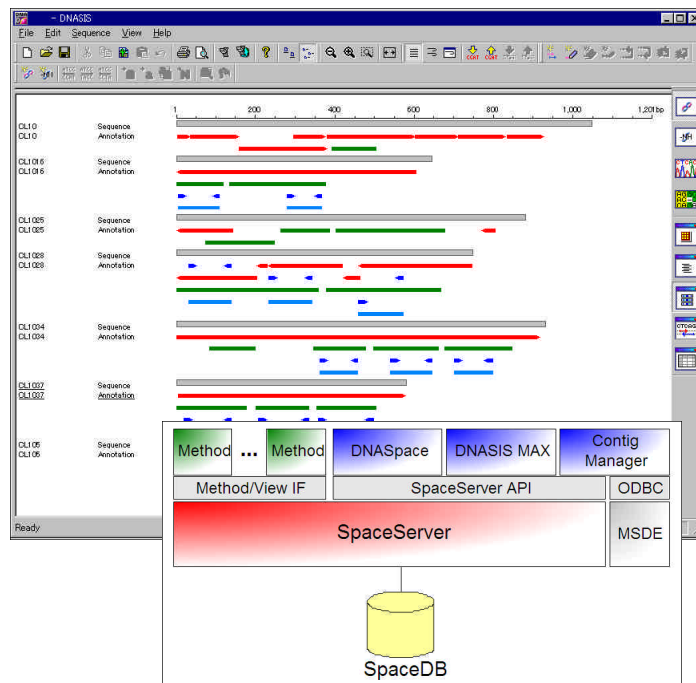 - DNASIS
File Edit Sequence View Help
1 200 400 600 800 1,000 1,201bp
CL10 Sequence
CL10 Annotation
CL1016 Sequence
CL1016 Annotation
CL1025 Sequence
CL1025 Annotation
CL1028 Sequence
CL1028 Annotation
CL1034 Sequence
CL1034 Annotation
CL1037 Sequence
CL1037 Annotation
CL105 Sequence
CL105 Annotation
Ready
Method ... Method DNASpace DNASIS MAX Contig Manager
Method/View IF SpaceServer API ODBC
SpaceServer MSDE
SpaceDB